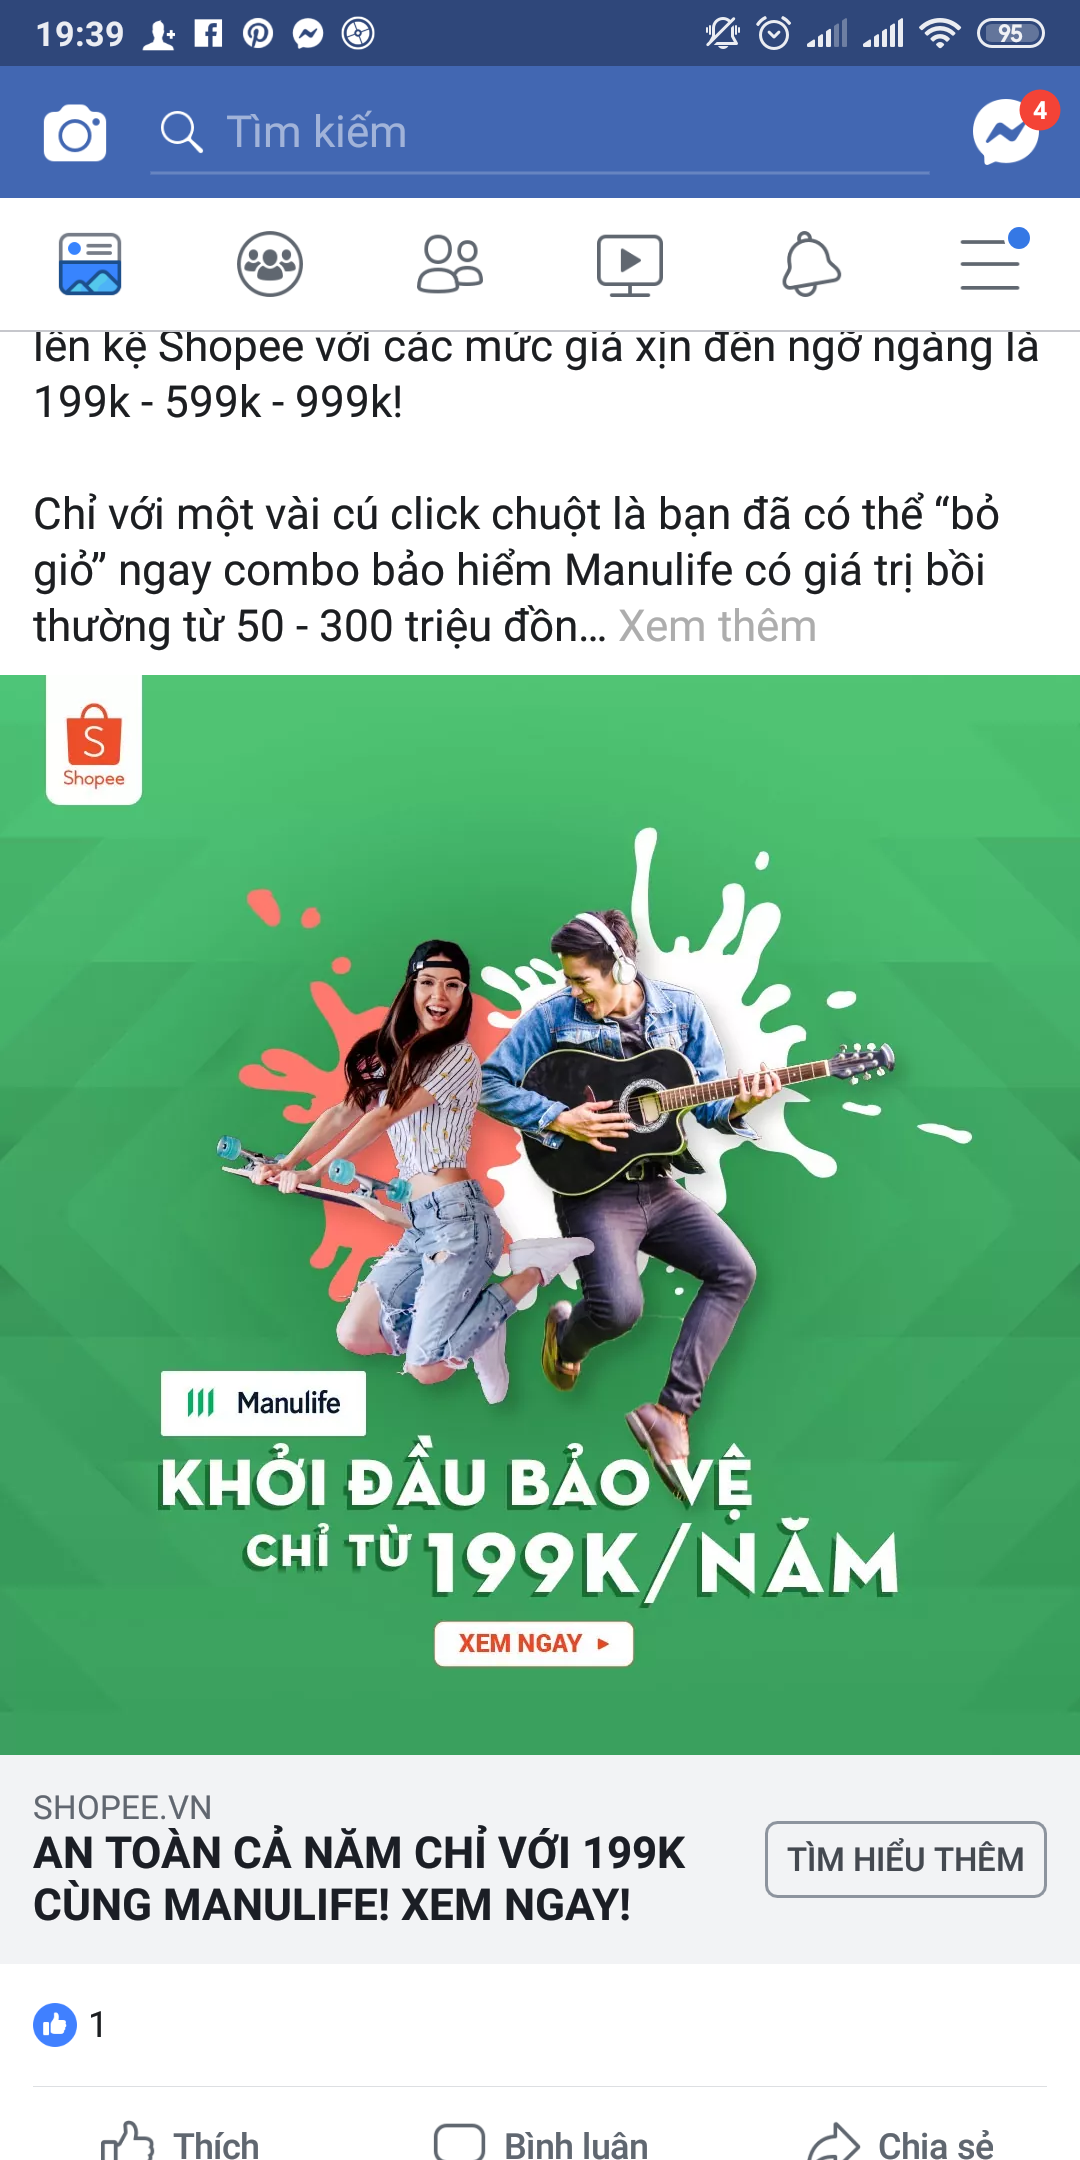 19:39
95
Tìm kiếm
4
lên kệ Shopee với các mức giá xịn đến ngỡ ngàng là
199k - 599k - 999k!
Chỉ với một vài cú click chuột là bạn đã có thể “bỏ
giỏ” ngay combo bảo hiểm Manulife có giá trị bồi
thường từ 50 - 300 triệu đồn... Xem thêm
S
Shopee
Manulife
KHỞI ĐẦU BẢO VỆ
CHỈ TỪ 199K/NĂM
XEM NGAY
SHOPEE.VN
AN TOÀN CẢ NĂM CHỈ VỚI 199K
CÙNG MANULIFE! XEM NGAY!
TÌM HIỂU THÊM
1
Thích
Bình luận
Chia sẻ